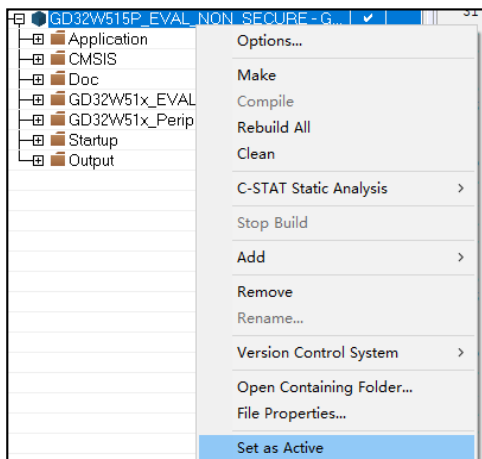 GD32W515P_EVAL_NON_SECURE - G...
31
Application
CMSIS
Doc
GD32W51x_EVAL
GD32W51x_Perip
Startup
Output
Options...
Make
Compile
Rebuild All
Clean
C-STAT Static Analysis
Stop Build
Add
Remove
Rename...
Version Control System
Open Containing Folder...
File Properties...
Set as Active